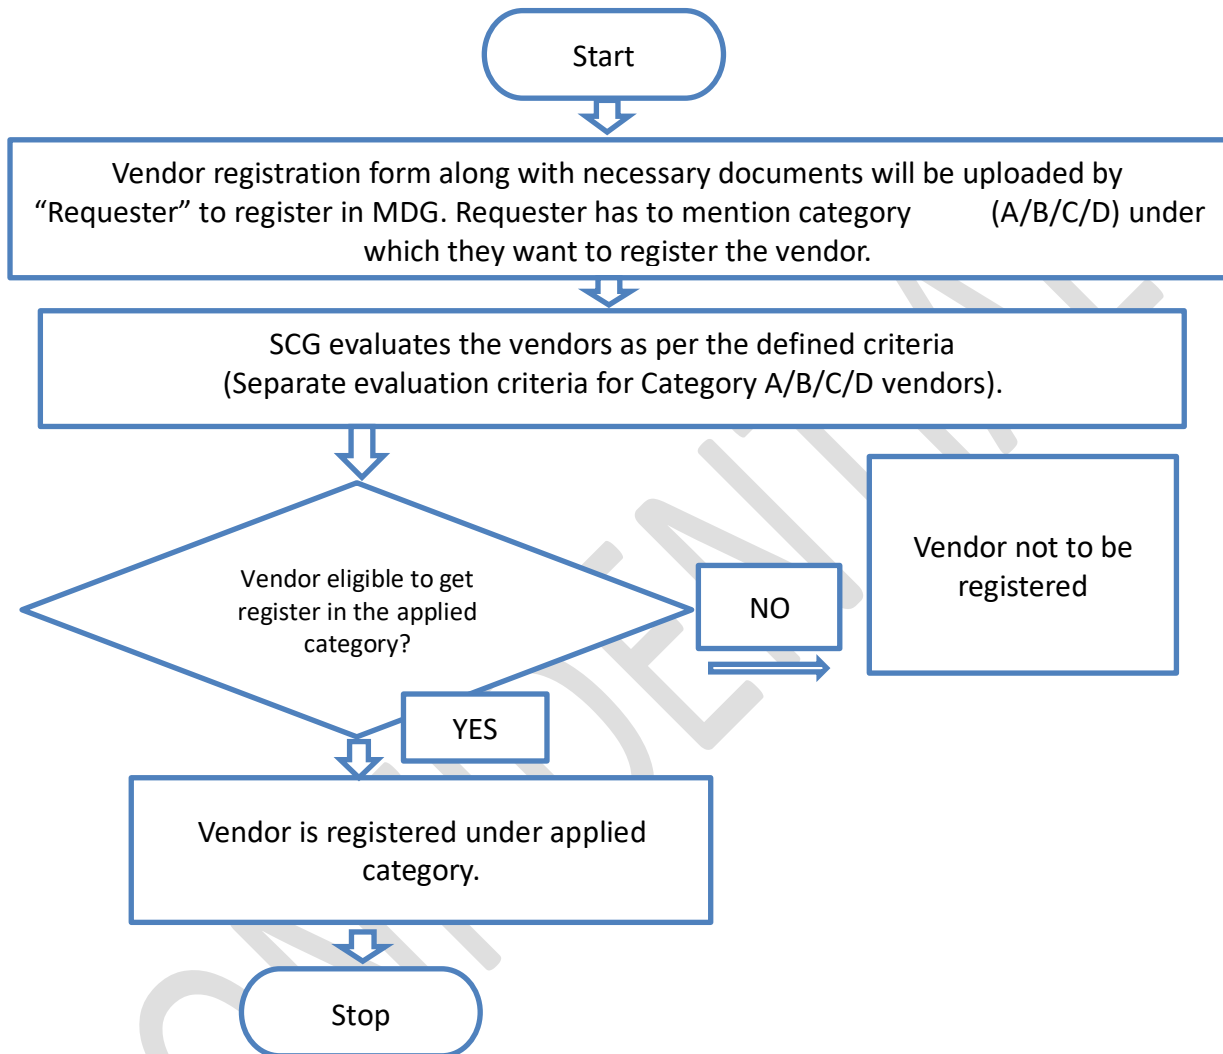 Start
Vendor registration form along with necessary documents will be uploaded by
“Requester” to register in MDG. Requester has to mention category (A/B/C/D) under
which they want to register the vendor.
SCG evaluates the vendors as per the defined criteria
(Separate evaluation criteria for Category A/B/C/D vendors).
Vendor eligible to get
register in the applied
category?
NO
Vendor not to be
registered
YES
Vendor is registered under applied
category.
Stop
CONFIDENTIAL